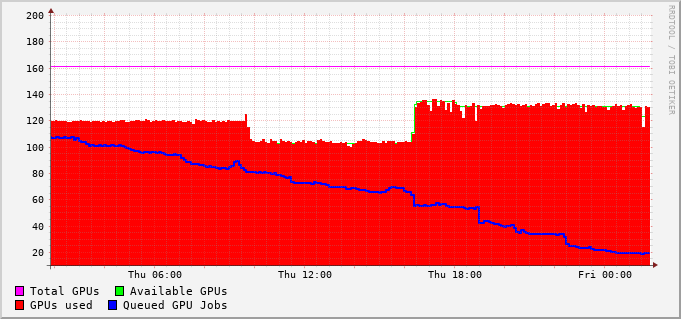 RRDTOOL / TOBI OETIKER
200
180
160
140
120
100
80
60
40
20
Thu 06:00 Thu 12:00 Thu 18:00 Fri 00:00
Total GPUs Available GPUs
GPUs used Queued GPU Jobs